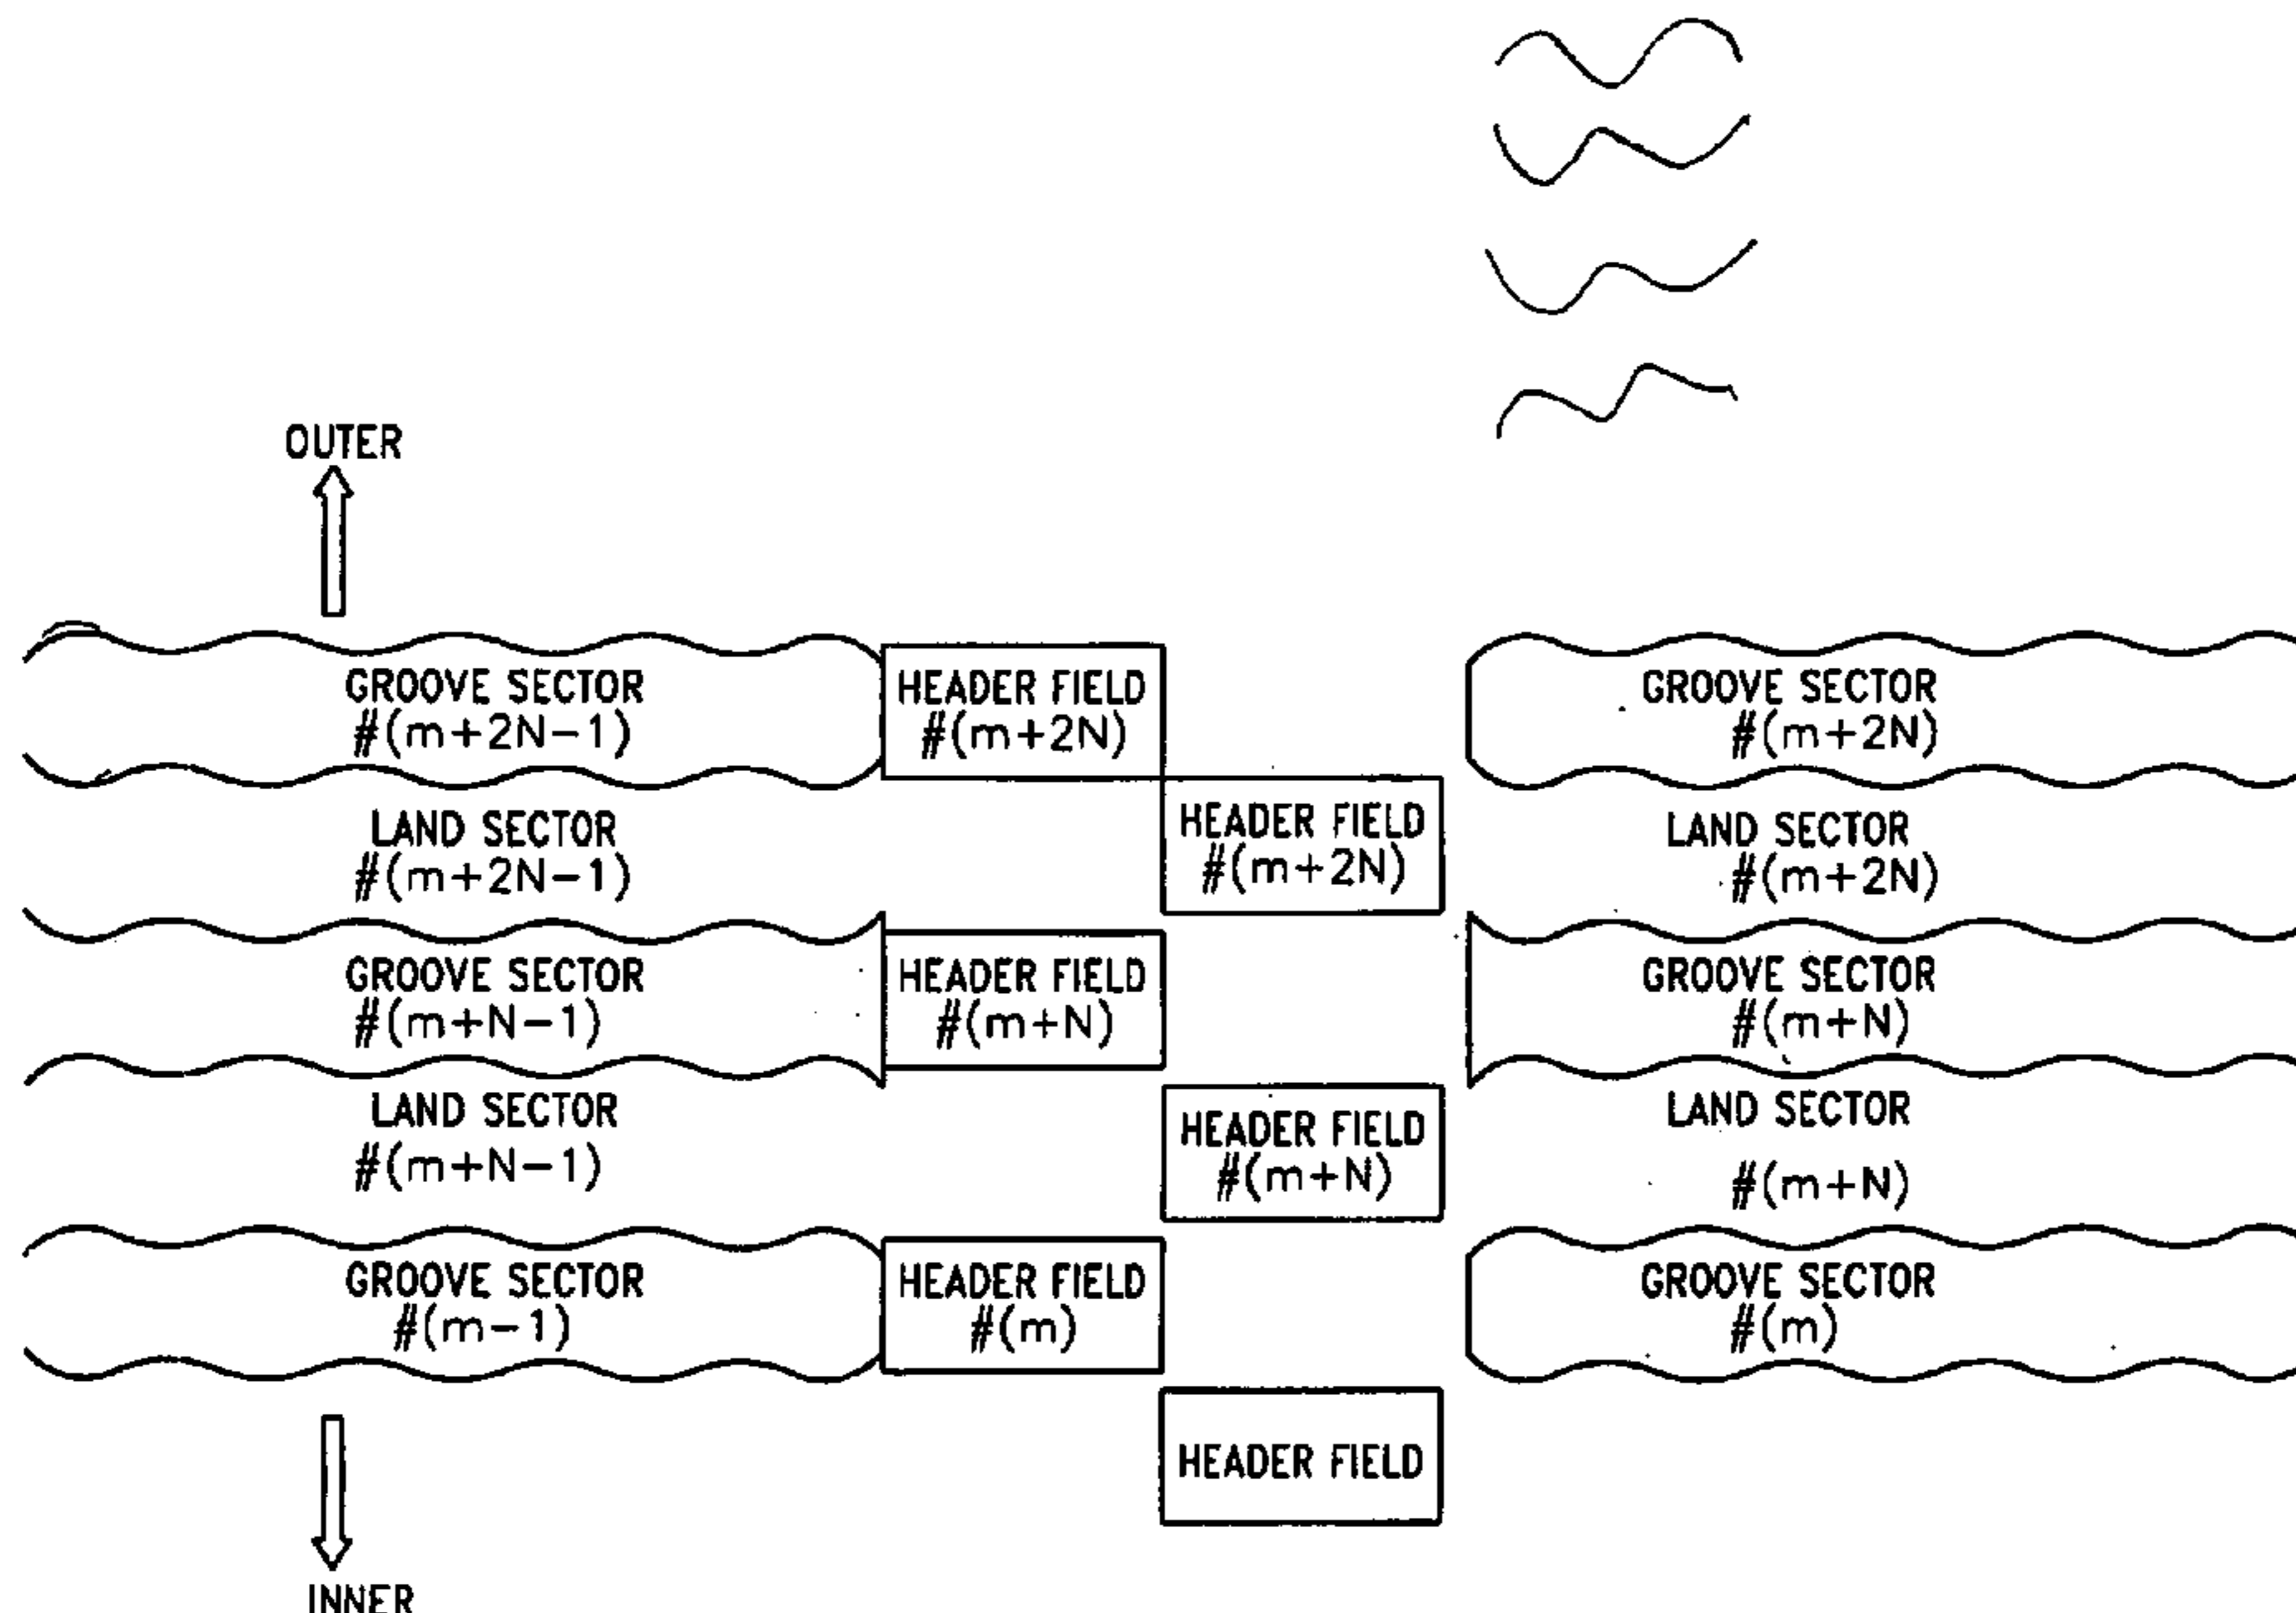 OUTER
GROOVE SECTOR
#(m+2N-1)
HEADER FIELD
#(m+2N)
GROOVE SECTOR
#(m+2N)
LAND SECTOR
#(m+2N-1)
HEADER FIELD
#(m+2N)
LAND SECTOR
#(m+2N)
GROOVE SECTOR
#(m+N-1)
HEADER FIELD
#(m+N)
GROOVE SECTOR
#(m+N)
LAND SECTOR
#(m+N-1)
HEADER FIELD
#(m+N)
LAND SECTOR
#(m+N)
GROOVE SECTOR
#(m-1)
HEADER FIELD
#(m)
GROOVE SECTOR
#(m)
HEADER FIELD
INNER